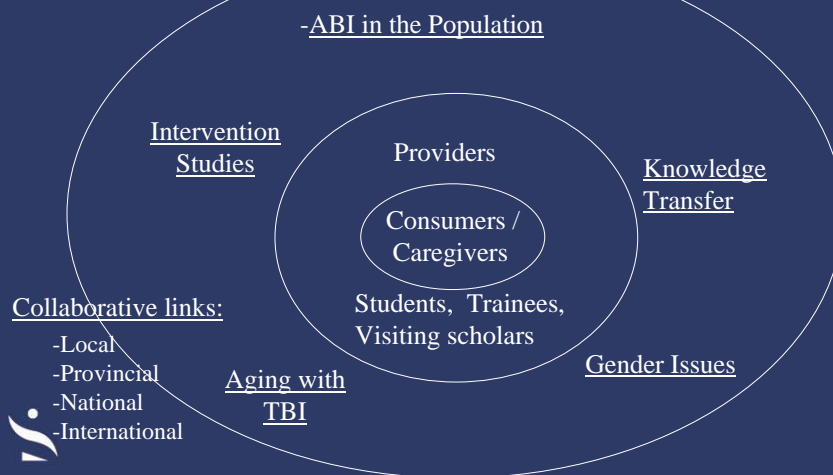 -ABI in the Population
Intervention
Studies
Providers
Knowledge
Transfer
Consumers /
Caregivers
Students, Trainees,
Visiting scholars
Collaborative links:
-Local
-Provincial
-National
-International
Aging with
TBI
Gender Issues